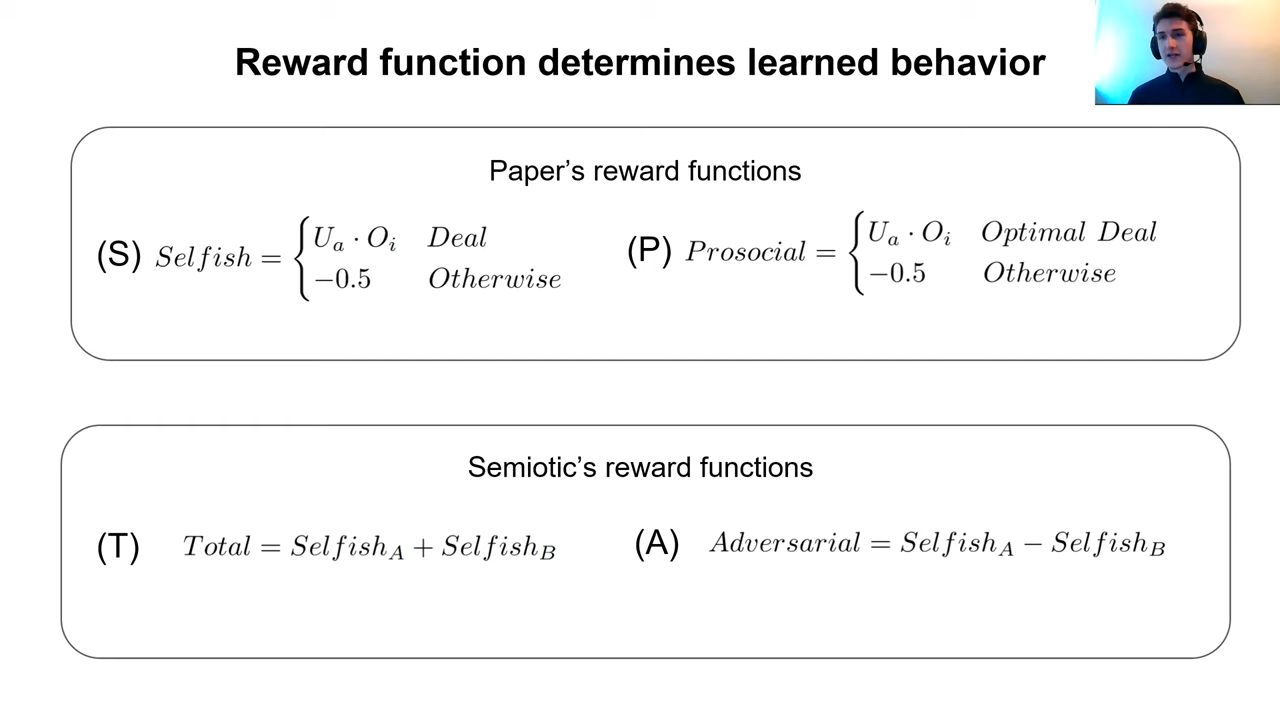 Reward function determines learned behavior
Paper's reward functions
(S) Selfish = { U_a · O_i Deal
−0.5 Otherwise
(P) Prosocial = { U_a · O_i Optimal Deal
−0.5 Otherwise
Semiotic's reward functions
(T) Total = Selfish_A + Selfish_B
(A) Adversarial = Selfish_A − Selfish_B